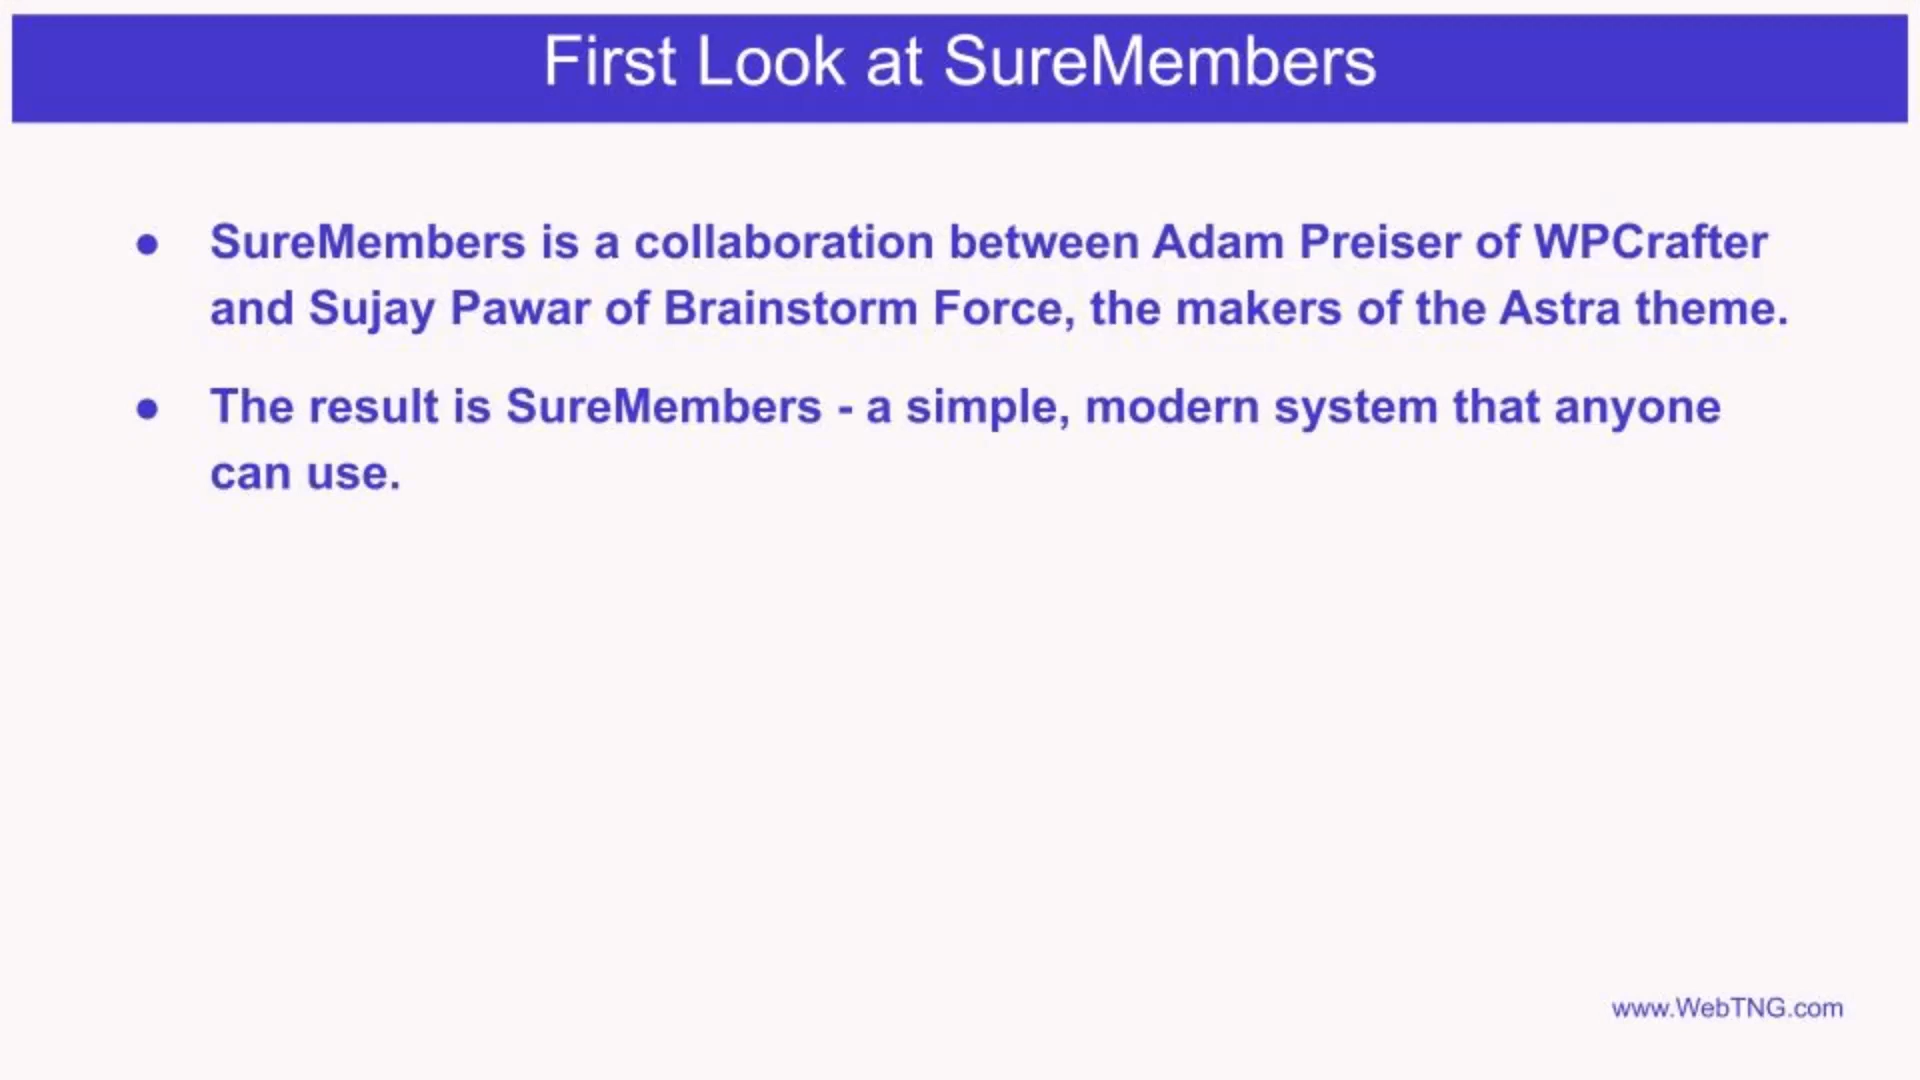 First Look at SureMembers
● SureMembers is a collaboration between Adam Preiser of WPCrafter
and Sujay Pawar of Brainstorm Force, the makers of the Astra theme.
● The result is SureMembers - a simple, modern system that anyone
can use.
www.WebTNG.com